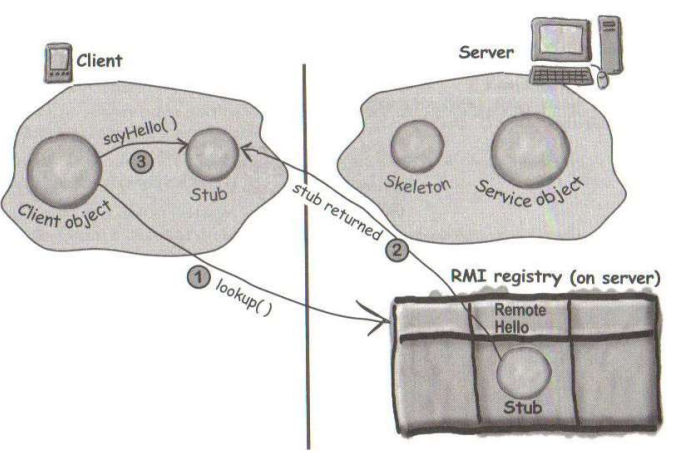 Client
Server
sayHello()
3
Stub
Client object
Skeleton
Service object
stub returned
2
1
lookup()
RMI registry (on server)
Remote
Hello
Stub